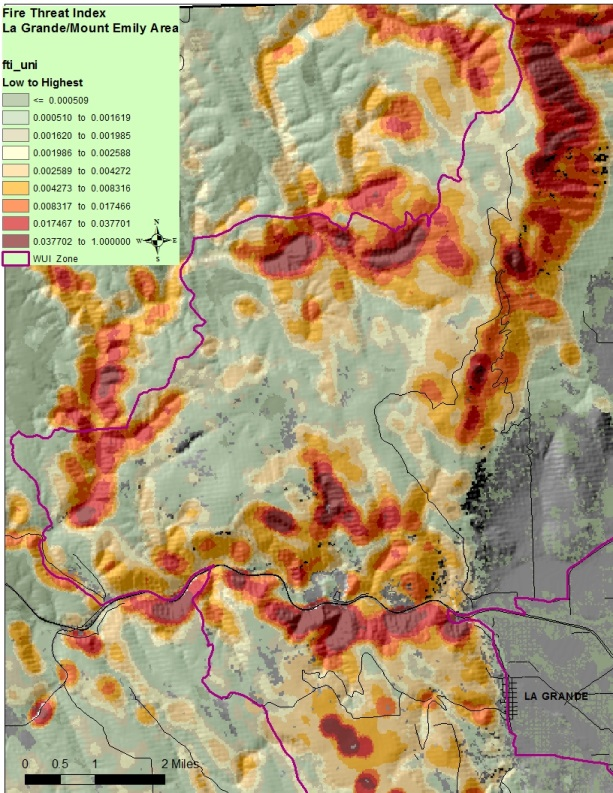 Fire Threat Index
La Grande/Mount Emily Area
fti_uni
Low to Highest
<= 0.000509
0.000510 to 0.001619
0.001620 to 0.001985
0.001986 to 0.002588
0.002589 to 0.004272
0.004273 to 0.008316
0.008317 to 0.017466
0.017467 to 0.037701
0.037702 to 1.000000
WUI Zone
N
W E
S
LA GRANDE
0 0.5 1 2 Miles